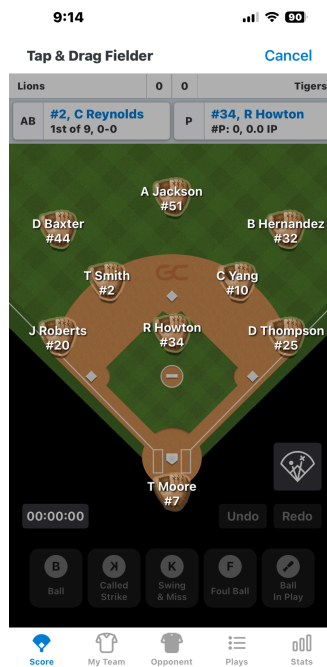 9:14
90
Tap & Drag Fielder
Cancel
Lions
0
0
Tigers
AB
#2, C Reynolds
1st of 9, 0-0
P
#34, R Howton
#P: 0, 0.0 IP
A Jackson
#51
D Baxter
#44
B Hernandez
#32
GC
T Smith
#2
C Yang
#10
J Roberts
#20
R Howton
#34
D Thompson
#25
T Moore
#7
00:00:00
Undo
Redo
B
Ball
ꓘ
Called
Strike
K
Swing
& Miss
F
Foul Ball
Ball
In Play
Score
My Team
Opponent
Plays
Stats